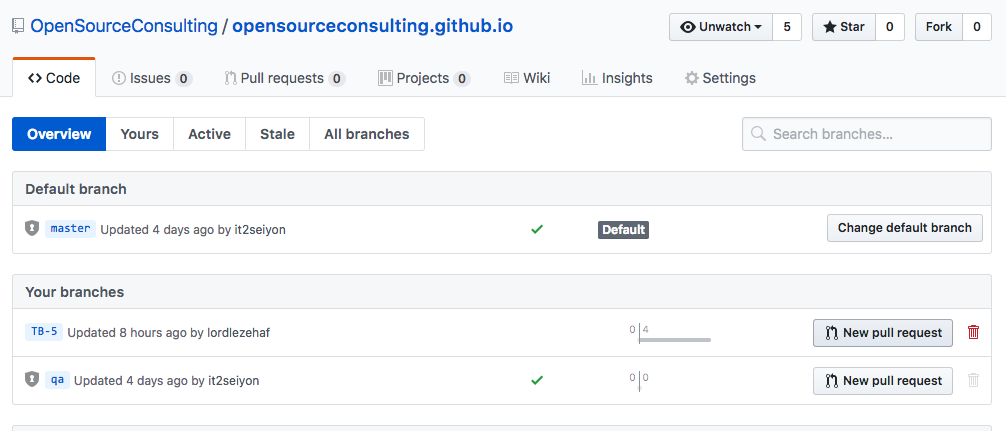 OpenSourceConsulting / opensourceconsulting.github.io Unwatch 5 Star 0 Fork 0
Code Issues 0 Pull requests 0 Projects 0 Wiki Insights Settings
Overview Yours Active Stale All branches Search branches...
Default branch
master Updated 4 days ago by it2seiyon Default Change default branch
Your branches
TB-5 Updated 8 hours ago by lordlezehaf 0 4 New pull request
qa Updated 4 days ago by it2seiyon 0 0 New pull request